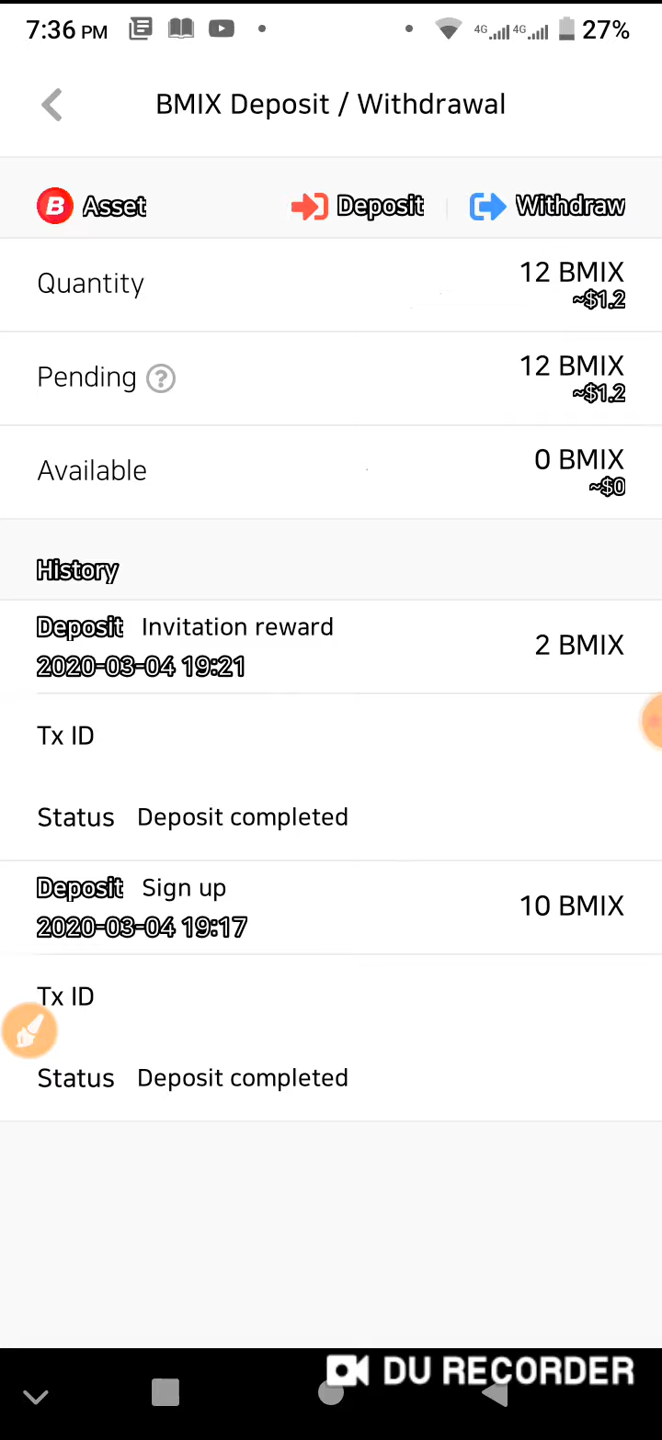 7:36 PM 4G 4G 27%
BMIX Deposit / Withdrawal
B Asset Deposit Withdraw
Quantity 12 BMIX
~$1.2
Pending ? 12 BMIX
~$1.2
Available 0 BMIX
~$0
History
Deposit Invitation reward
2020-03-04 19:21 2 BMIX
Tx ID
Status Deposit completed
Deposit Sign up
2020-03-04 19:17 10 BMIX
Tx ID
Status Deposit completed
DU RECORDER